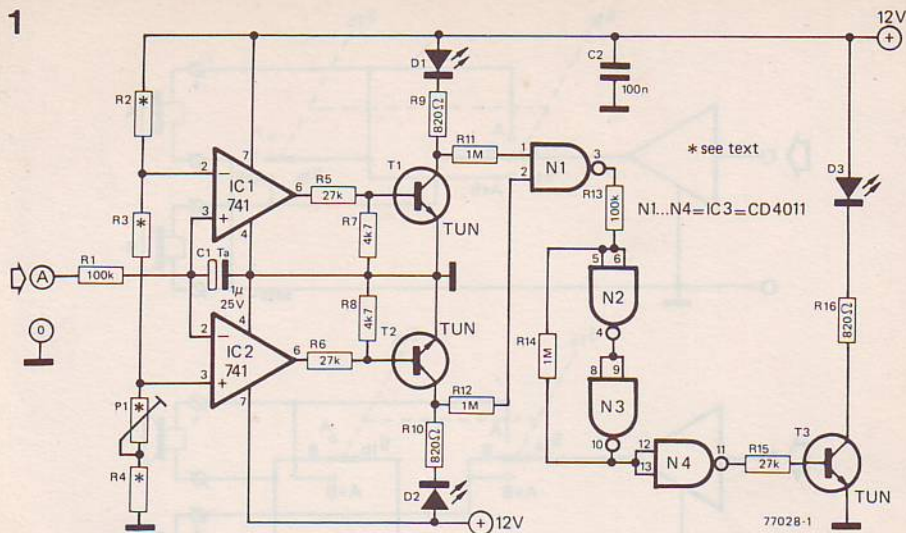 1
12V
+
R2
*
D1
C2
100n
R9
820Ω
7
2
−
IC1
741
3
+
6
4
R5
27k
T1
R11
1M
1
2
N1
3
* see text
D3
R3
*
R7
4k7
TUN
R13
100k
N1...N4=IC3=CD4011
A
R1
100k
C1
Ta
1µ
25V
5
6
N2
4
R16
820Ω
0
2
−
IC2
741
3
+
4
7
6
R6
27k
R8
4k7
T2
TUN
R14
1M
8
9
N3
10
P1
*
R12
1M
R10
820Ω
12
13
N4
11
R15
27k
T3
R4
*
D2
TUN
+
12V
77028-1